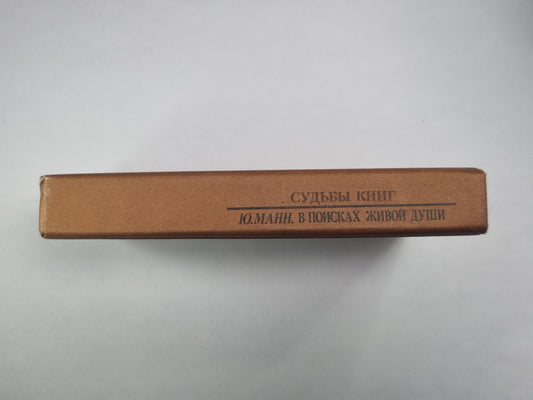 СУДЬБЫ КНИГ
Ю.МАНН. В ПОИСКАХ ЖИВОЙ ДУШИ